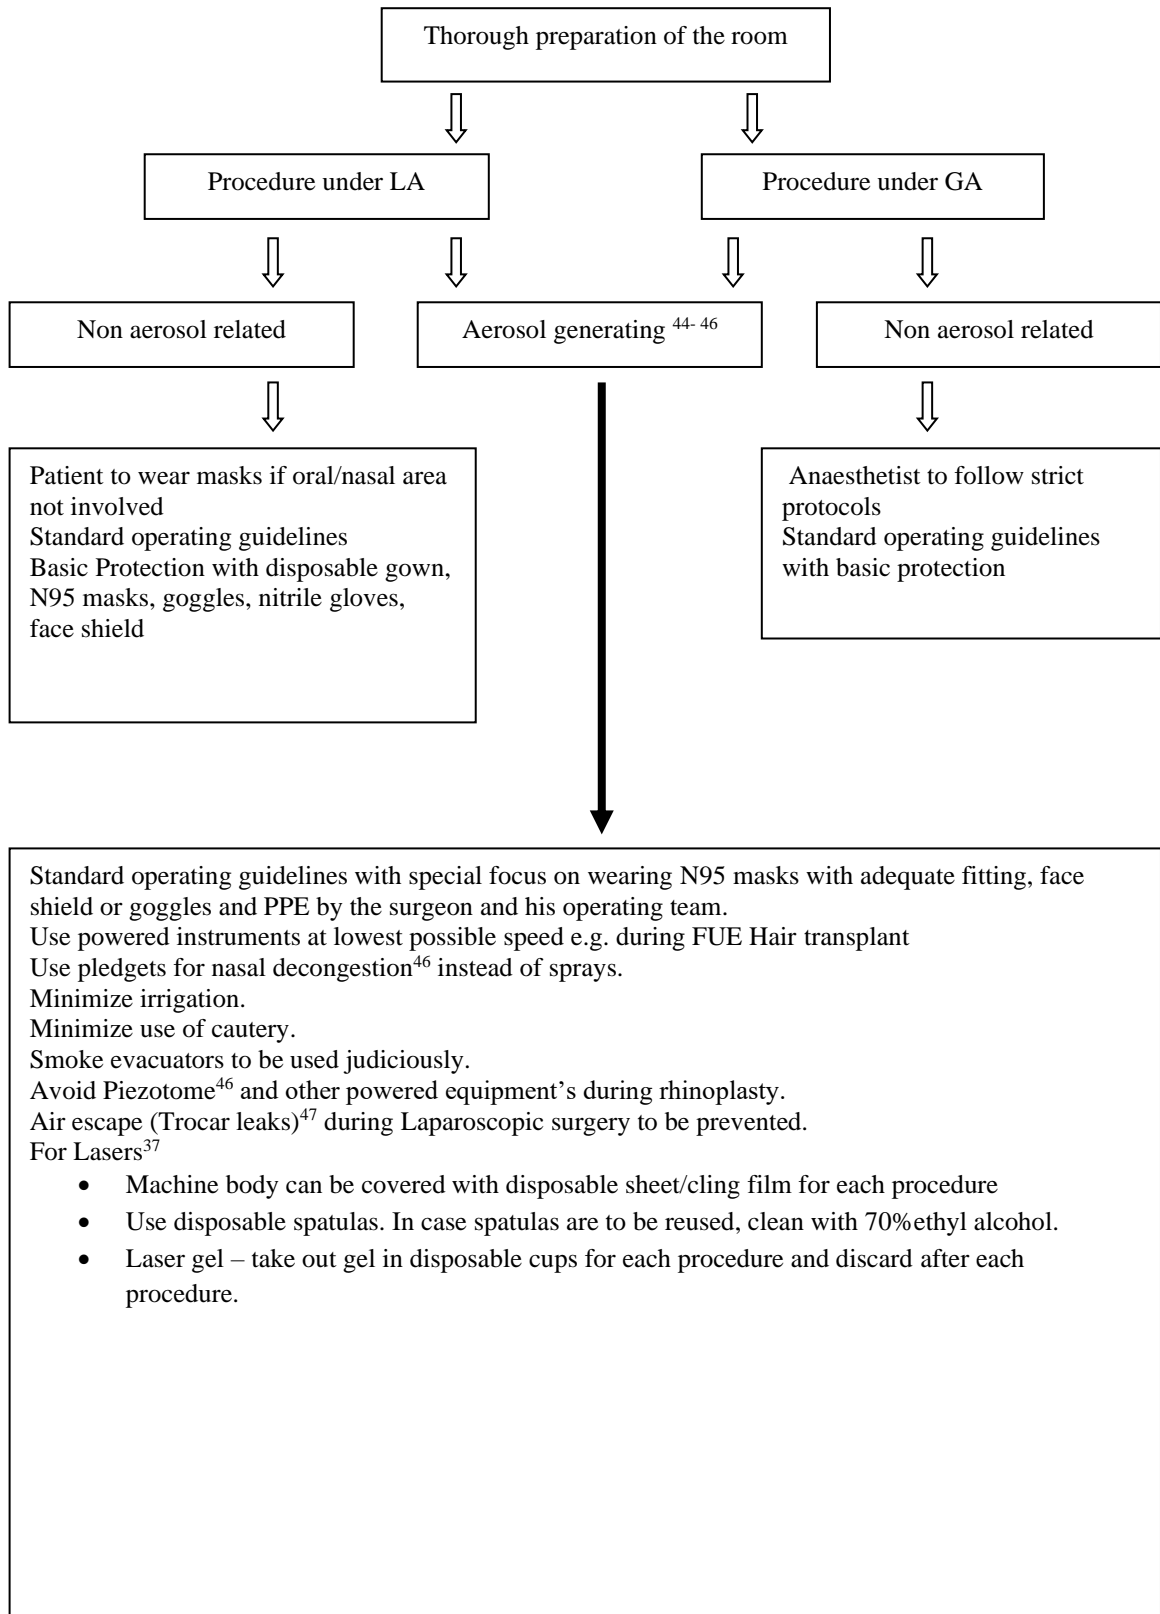 Thorough preparation of the room
Procedure under LA
Procedure under GA
Non aerosol related
Aerosol generating 44- 46
Non aerosol related
Patient to wear masks if oral/nasal area
not involved
Standard operating guidelines
Basic Protection with disposable gown,
N95 masks, goggles, nitrile gloves,
face shield
Anaesthetist to follow strict
protocols
Standard operating guidelines
with basic protection
Standard operating guidelines with special focus on wearing N95 masks with adequate fitting, face
shield or goggles and PPE by the surgeon and his operating team.
Use powered instruments at lowest possible speed e.g. during FUE Hair transplant
Use pledgets for nasal decongestion46 instead of sprays.
Minimize irrigation.
Minimize use of cautery.
Smoke evacuators to be used judiciously.
Avoid Piezotome46 and other powered equipment's during rhinoplasty.
Air escape (Trocar leaks)47 during Laparoscopic surgery to be prevented.
For Lasers37
• Machine body can be covered with disposable sheet/cling film for each procedure
• Use disposable spatulas. In case spatulas are to be reused, clean with 70%ethyl alcohol.
• Laser gel – take out gel in disposable cups for each procedure and discard after each
procedure.